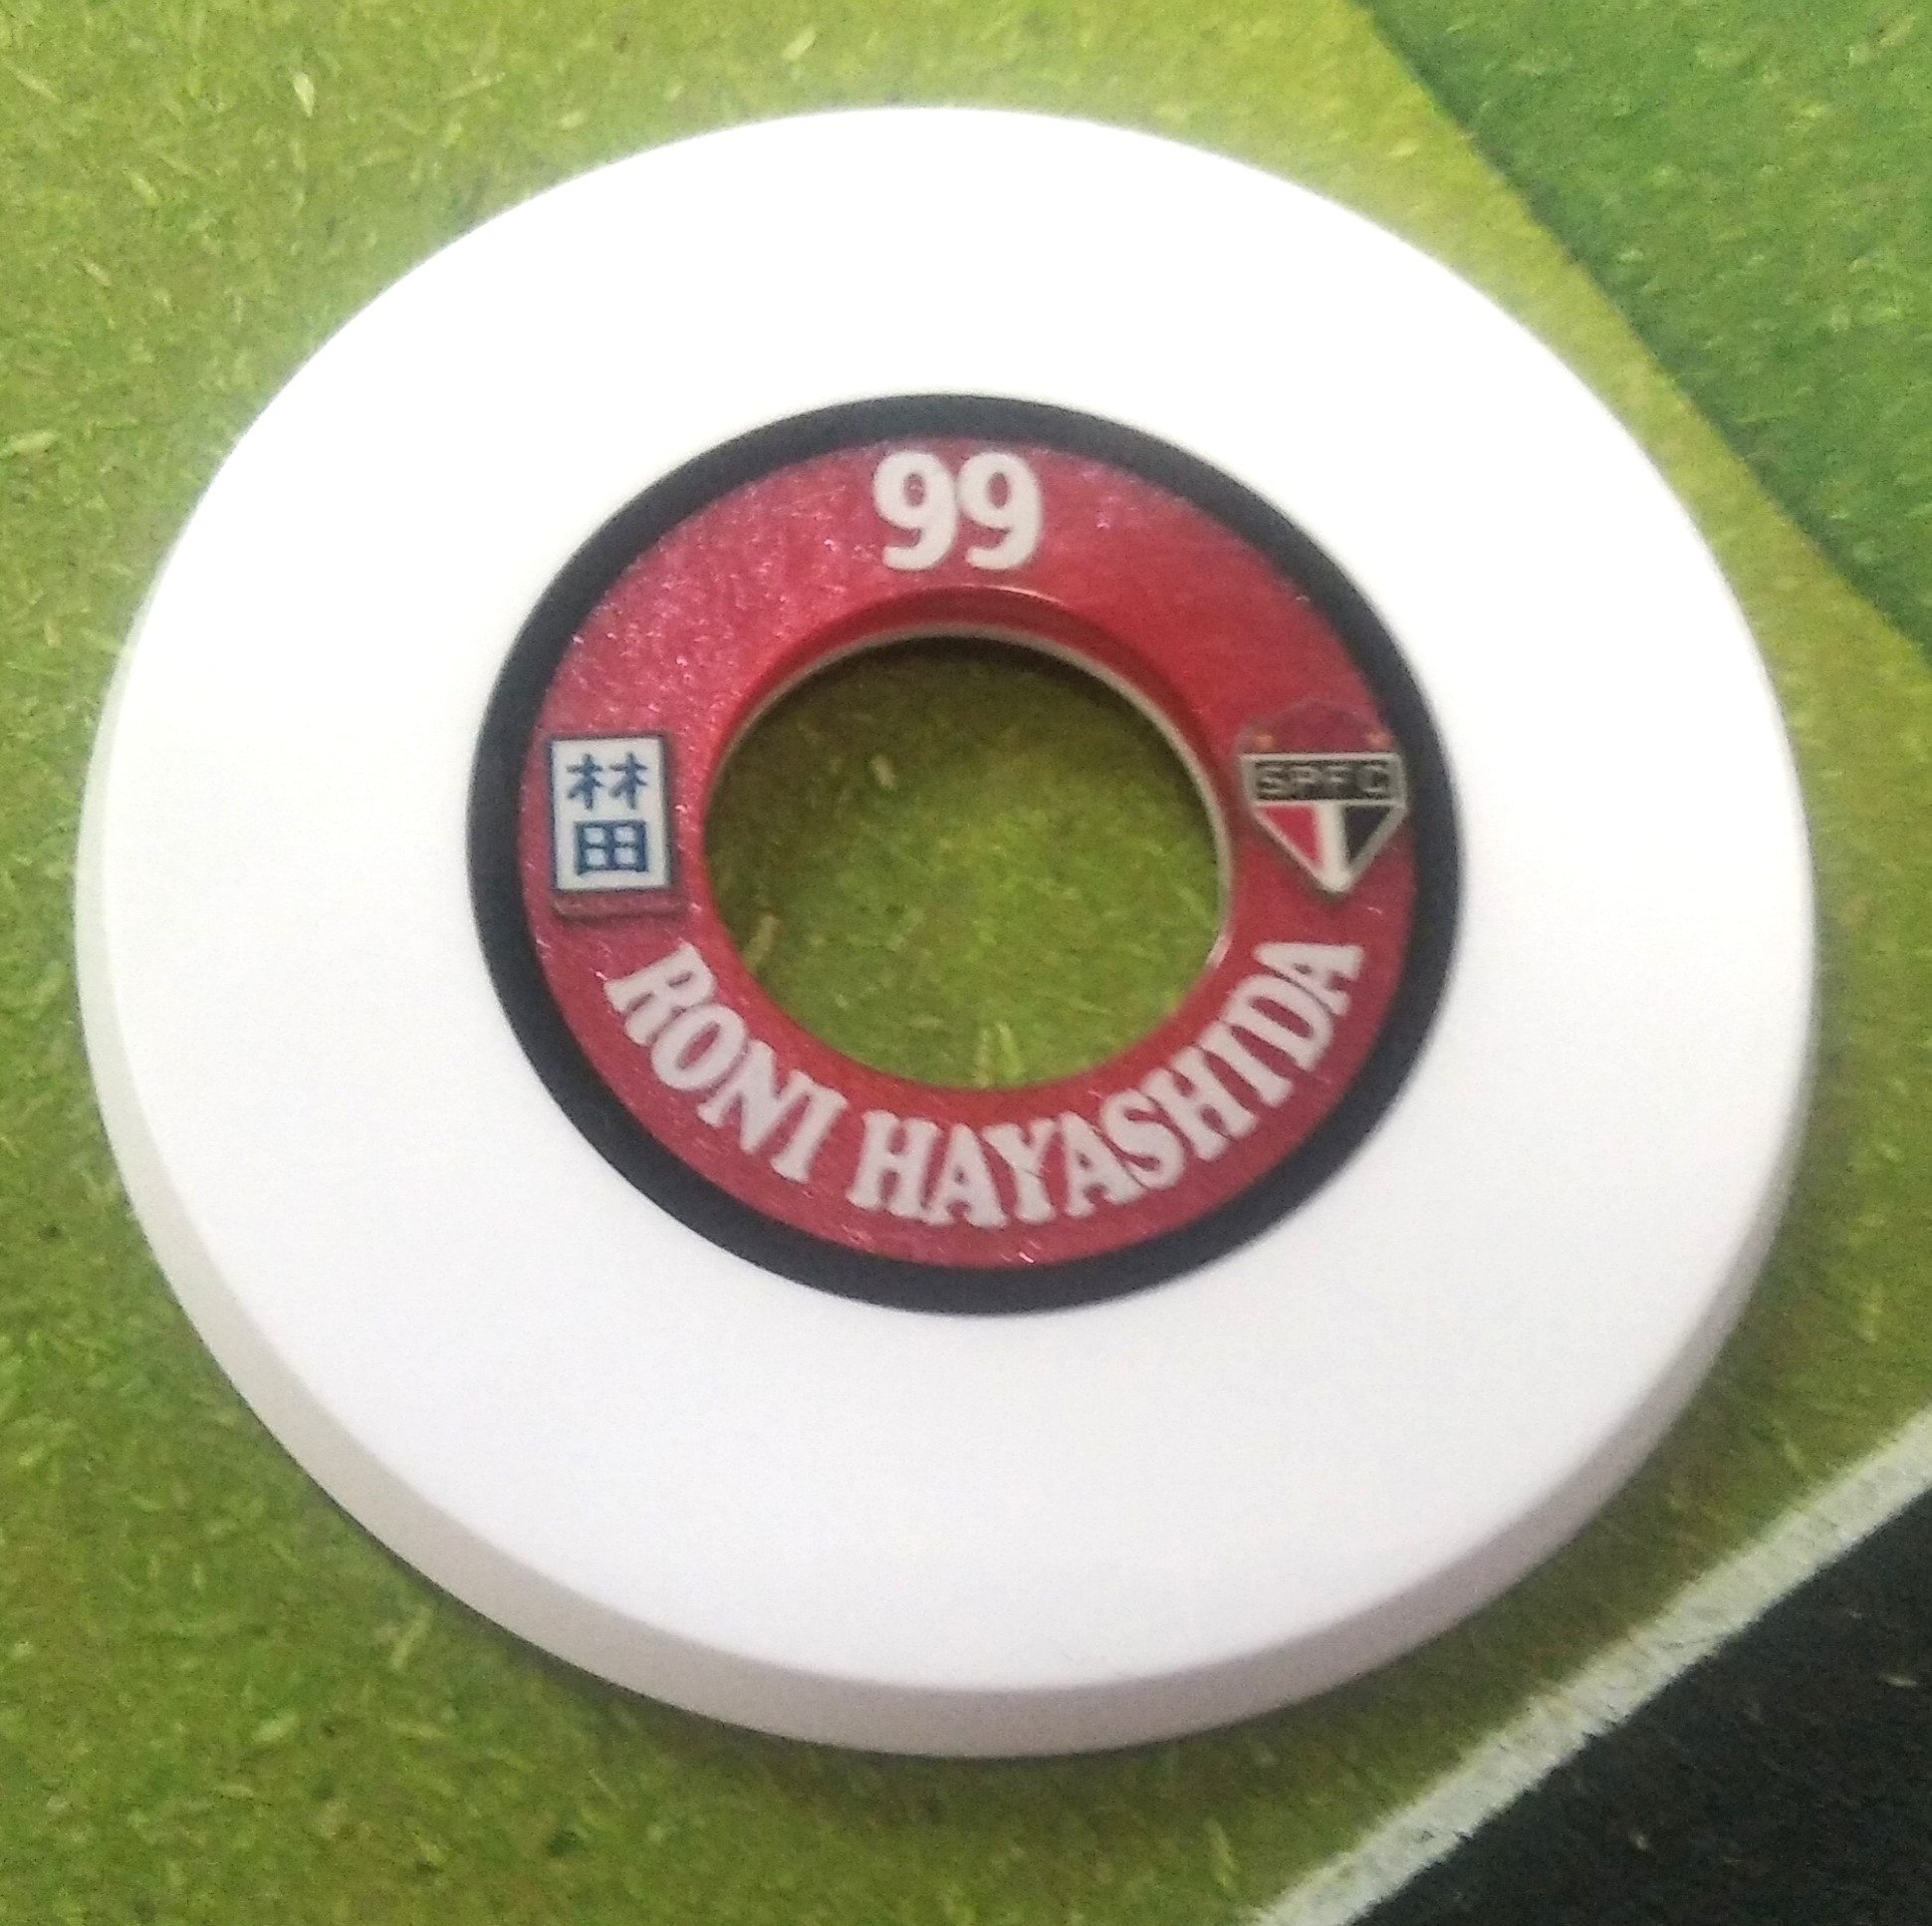 99
林
田
SPFC
RONI HAYASHIDA